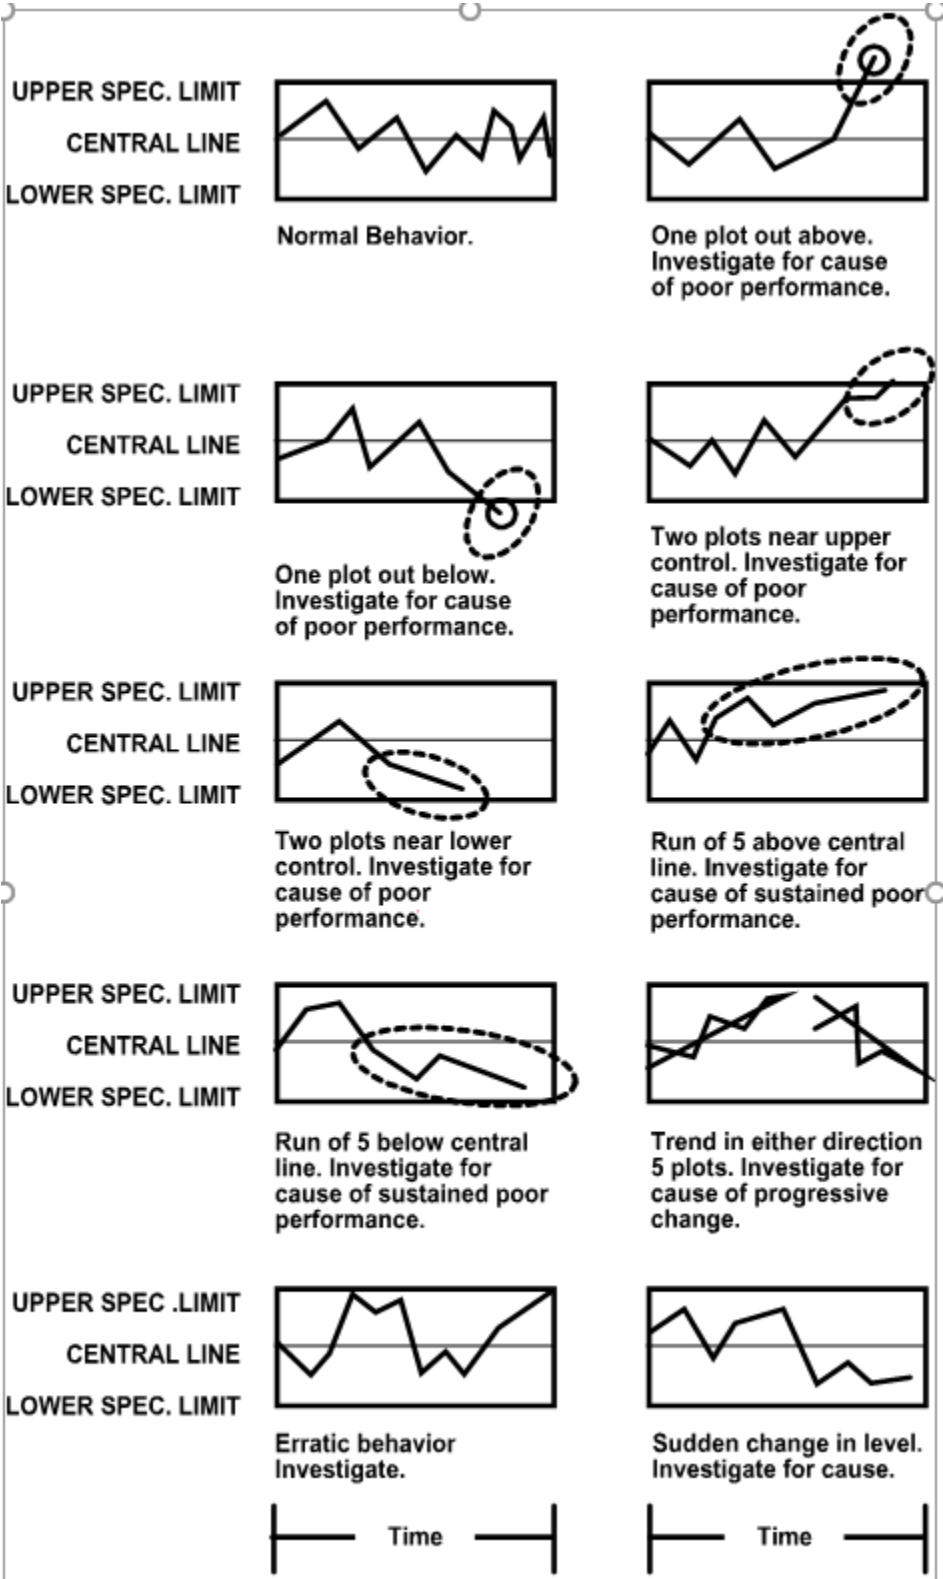 UPPER SPEC. LIMIT
CENTRAL LINE
LOWER SPEC. LIMIT
Normal Behavior.
One plot out above.
Investigate for cause
of poor performance.
UPPER SPEC. LIMIT
CENTRAL LINE
LOWER SPEC. LIMIT
One plot out below.
Investigate for cause
of poor performance.
Two plots near upper
control. Investigate for
cause of poor
performance.
UPPER SPEC. LIMIT
CENTRAL LINE
LOWER SPEC. LIMIT
Two plots near lower
control. Investigate for
cause of poor
performance.
Run of 5 above central
line. Investigate for
cause of sustained poor
performance.
UPPER SPEC. LIMIT
CENTRAL LINE
LOWER SPEC. LIMIT
Run of 5 below central
line. Investigate for
cause of sustained poor
performance.
Trend in either direction
5 plots. Investigate for
cause of progressive
change.
UPPER SPEC .LIMIT
CENTRAL LINE
LOWER SPEC. LIMIT
Erratic behavior
Investigate.
Sudden change in level.
Investigate for cause.
Time
Time